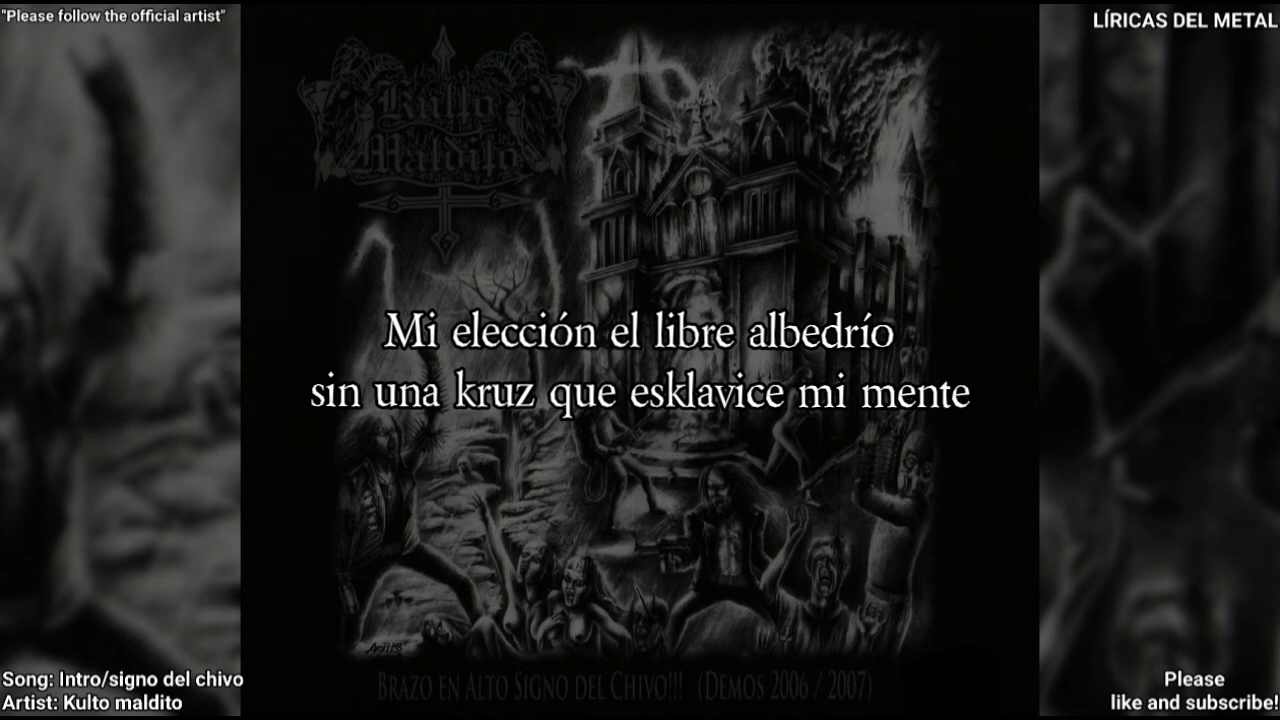 "Please follow the official artist"
LÍRICAS DEL METAL
Kulto
Maldito
Mi elección el libre albedrío
sin una kruz que esklavice mi mente
BRAZO EN ALTO SIGNO DEL CHIVO!!! (DEMOS 2006 / 2007)
Song: Intro/signo del chivo
Artist: Kulto maldito
Please
like and subscribe!